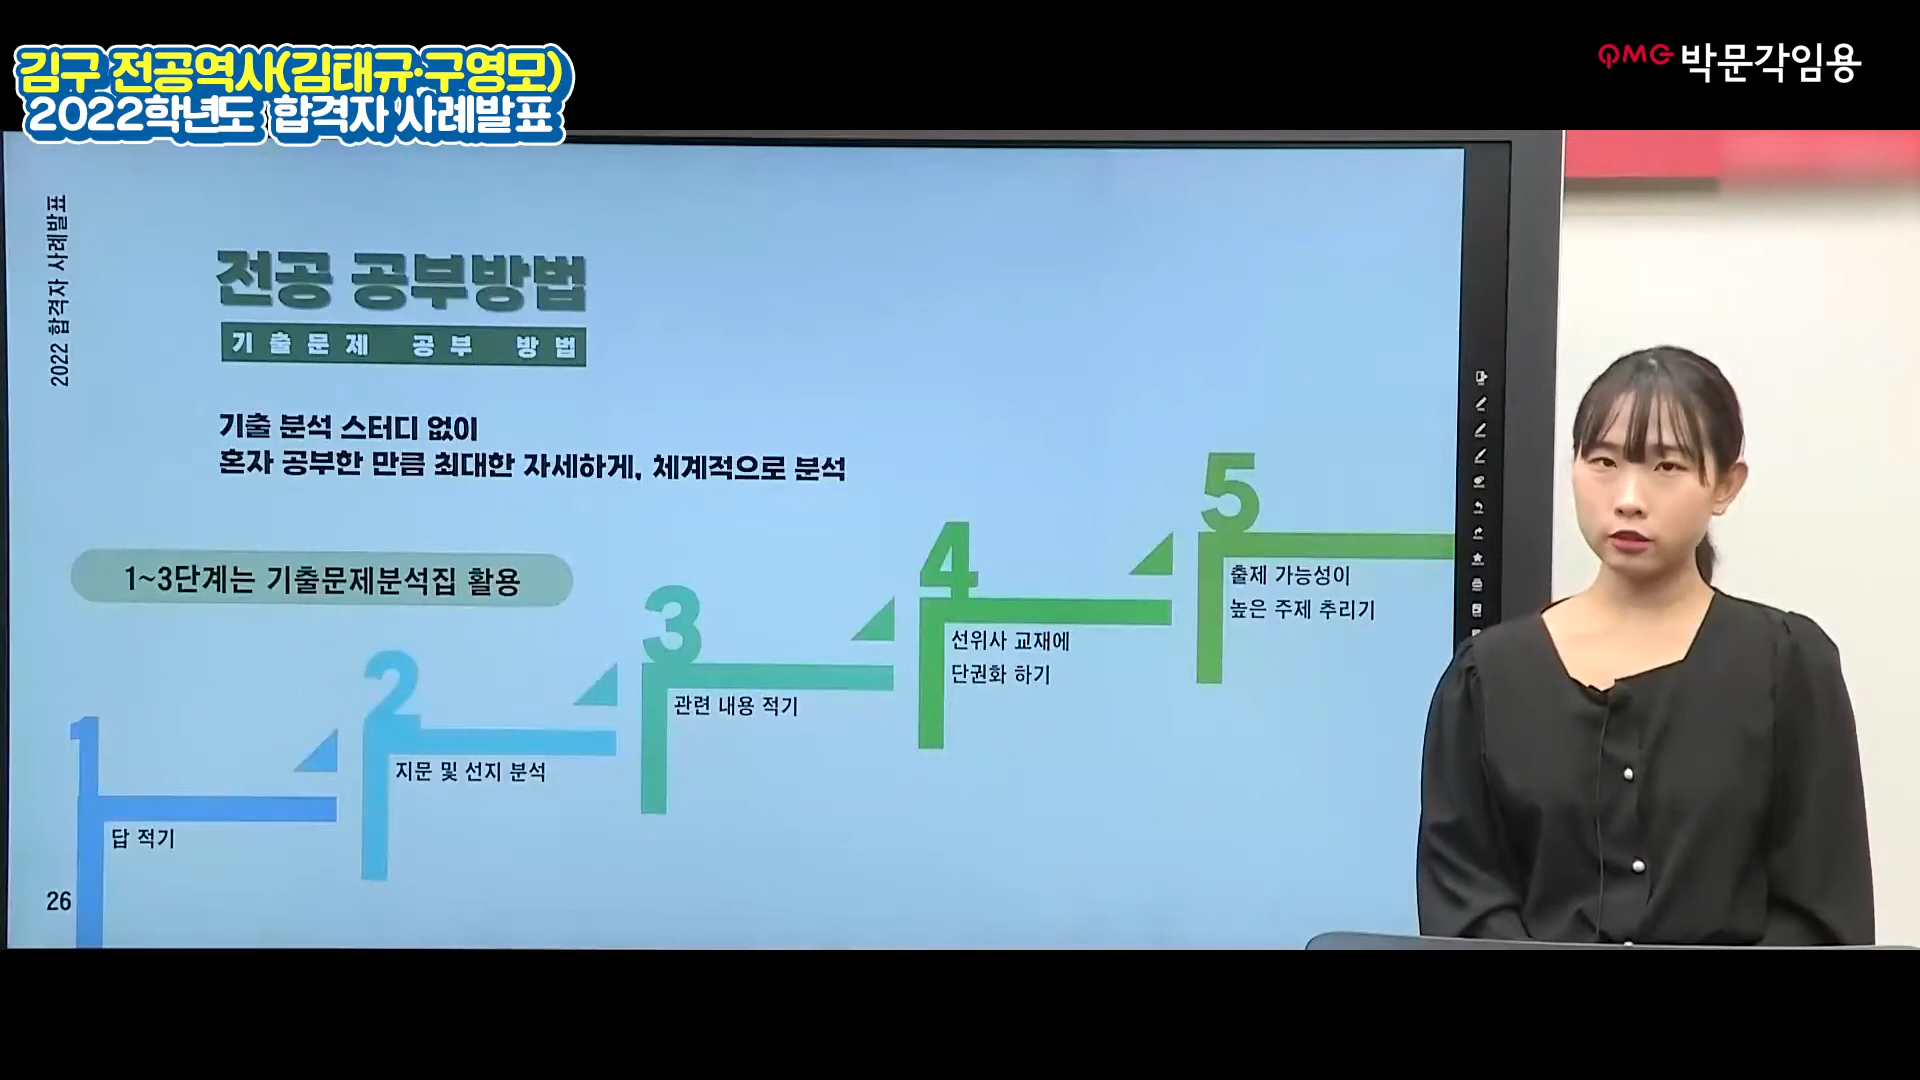 김구 전공역사(김태규·구영모)
2022학년도 합격자 사례발표
PMG 박문각임용
2022 합격자 사례발표
전공 공부방법
기출문제 공부 방법
기출 분석 스터디 없이
혼자 공부한 만큼 최대한 자세하게, 체계적으로 분석
1~3단계는 기출문제분석집 활용
1
답 적기
2
지문 및 선지 분석
3
관련 내용 적기
4
선위사 교재에
단권화 하기
5
출제 가능성이
높은 주제 추리기
26